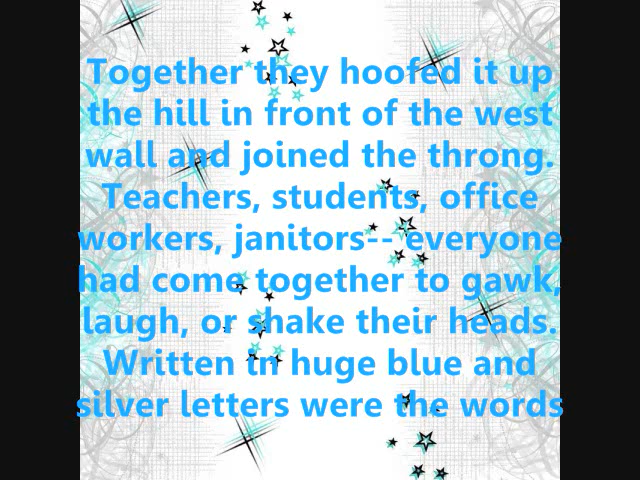 Together they hoofed it up
the hill in front of the west
wall and joined the throng.
Teachers, students, office
workers, janitors-- everyone
had come together to gawk,
laugh, or shake their heads.
Written in huge blue and
silver letters were the words